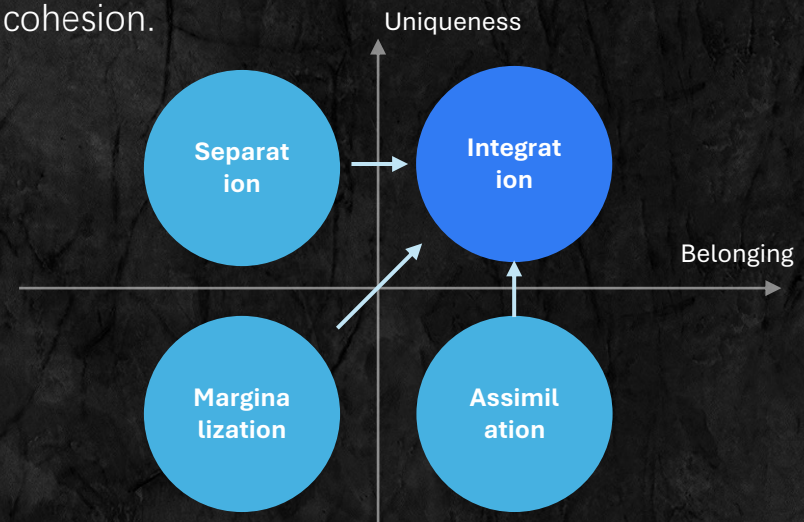 cohesion.
Uniqueness
Separat
ion
Integrat
ion
Belonging
Margina
lization
Assimil
ation